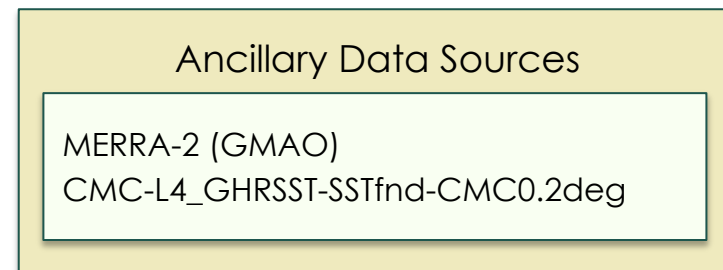 Ancillary Data Sources
MERRA-2 (GMAO)
CMC-L4_GHRSST-SSTfnd-CMC0.2deg